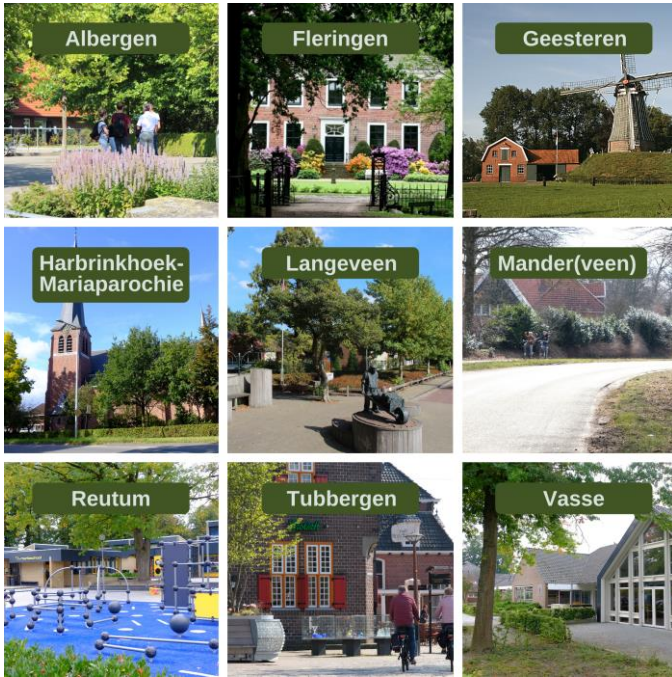 Albergen
Fleringen
Geesteren
Harbrinkhoek-
Mariaparochie
Langeveen
Mander(veen)
Reutum
Tubbergen
Vasse